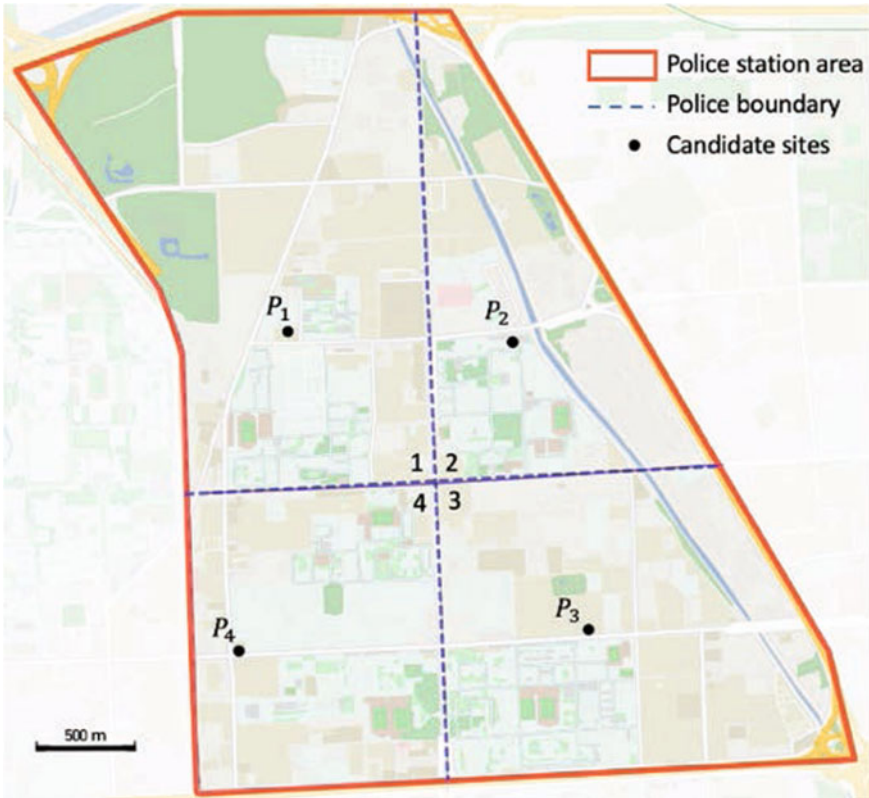 Police station area
Police boundary
Candidate sites
P₁
P₂
1 2
4 3
P₃
P₄
500 m